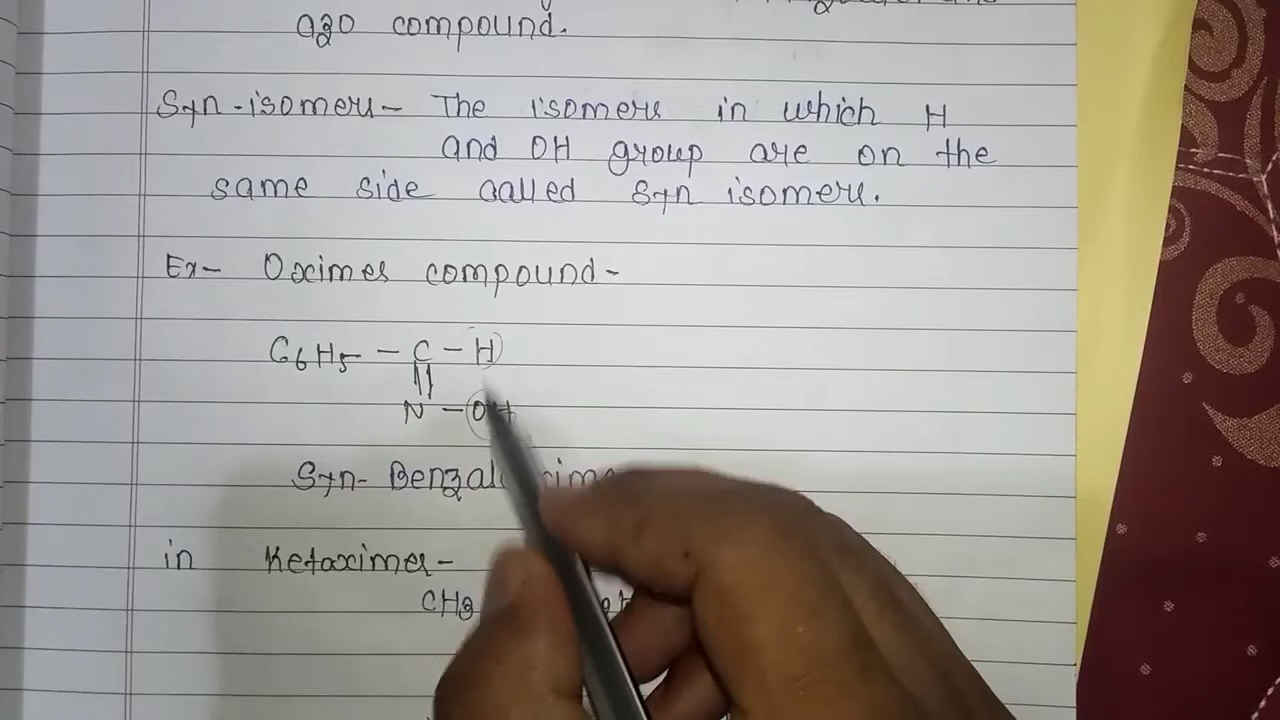 azo compound.
Syn-isomer- The isomers in which H
and OH group are on the
same side called Syn isomer.
Ex- Oximes compound-
C6H5 - C - H
||
N - OH
Syn-
in Ketoximes-
CH3